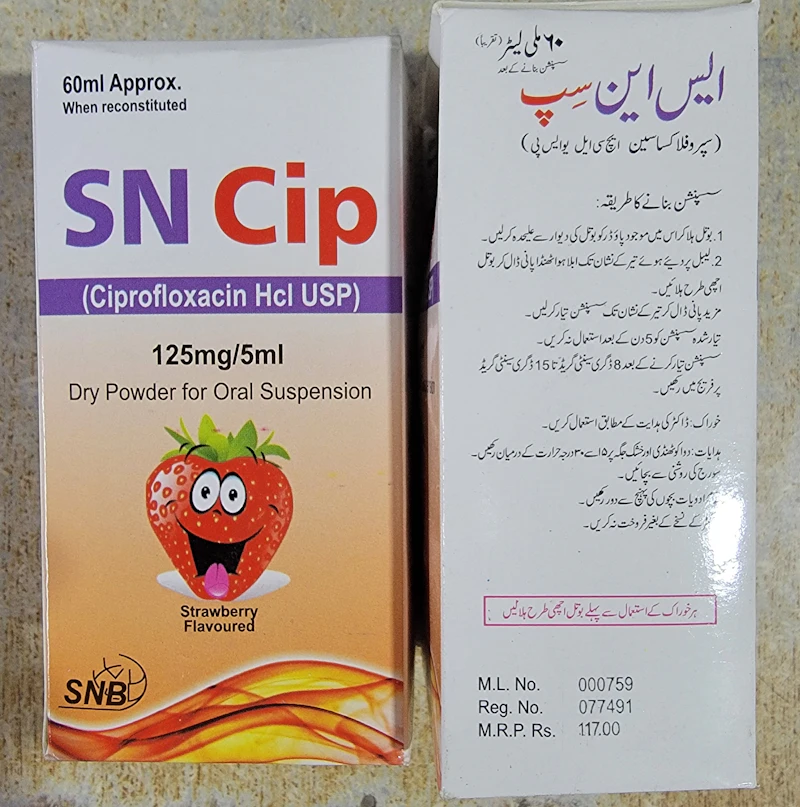 60ml Approx.
When reconstituted
SN Cip
(Ciprofloxacin Hcl USP)
125mg/5ml
Dry Powder for Oral Suspension
Strawberry
Flavoured
SNB
۶۰ ملی لیٹر (تقریباً)
سسپنشن بنانے کے بعد
ایس این سِپ
(سپروفلاکساسین ایچ سی ایل یو ایس پی)
سسپنشن بنانے کا طریقہ:
1. بوتل ہلا کر اس میں موجود پاؤڈر کو بوتل کی دیوار سے علیحدہ کرلیں۔
2. لیبل پر دیئے ہوئے تیر کے نشان تک ابلا ہوا ٹھنڈا پانی ڈال کر بوتل
اچھی طرح ہلائیں۔
مزید پانی ڈال کر تیر کے نشان تک سسپنشن تیار کرلیں۔
تیار شدہ سسپنشن کو 5 دن کے بعد استعمال نہ کریں۔
سسپنشن تیار کرنے کے بعد 8 ڈگری سینٹی گریڈ تا 15 ڈگری سینٹی گریڈ
پر فریج میں رکھیں۔
خوراک: ڈاکٹر کی ہدایت کے مطابق استعمال کریں۔
ہدایات: دوا کو ٹھنڈی اور خشک جگہ پر ۱۵ سے ۳۰ درجہ حرارت کے درمیان رکھیں۔
سورج کی روشنی سے بچائیں۔
ادویات بچوں کی پہنچ سے دور رکھیں۔
کے نسخے کے بغیر فروخت نہ کریں۔
ہر خوراک کے استعمال سے پہلے بوتل اچھی طرح ہلائیں
M.L. No. 000759
Reg. No. 077491
M.R.P. Rs. 117.00